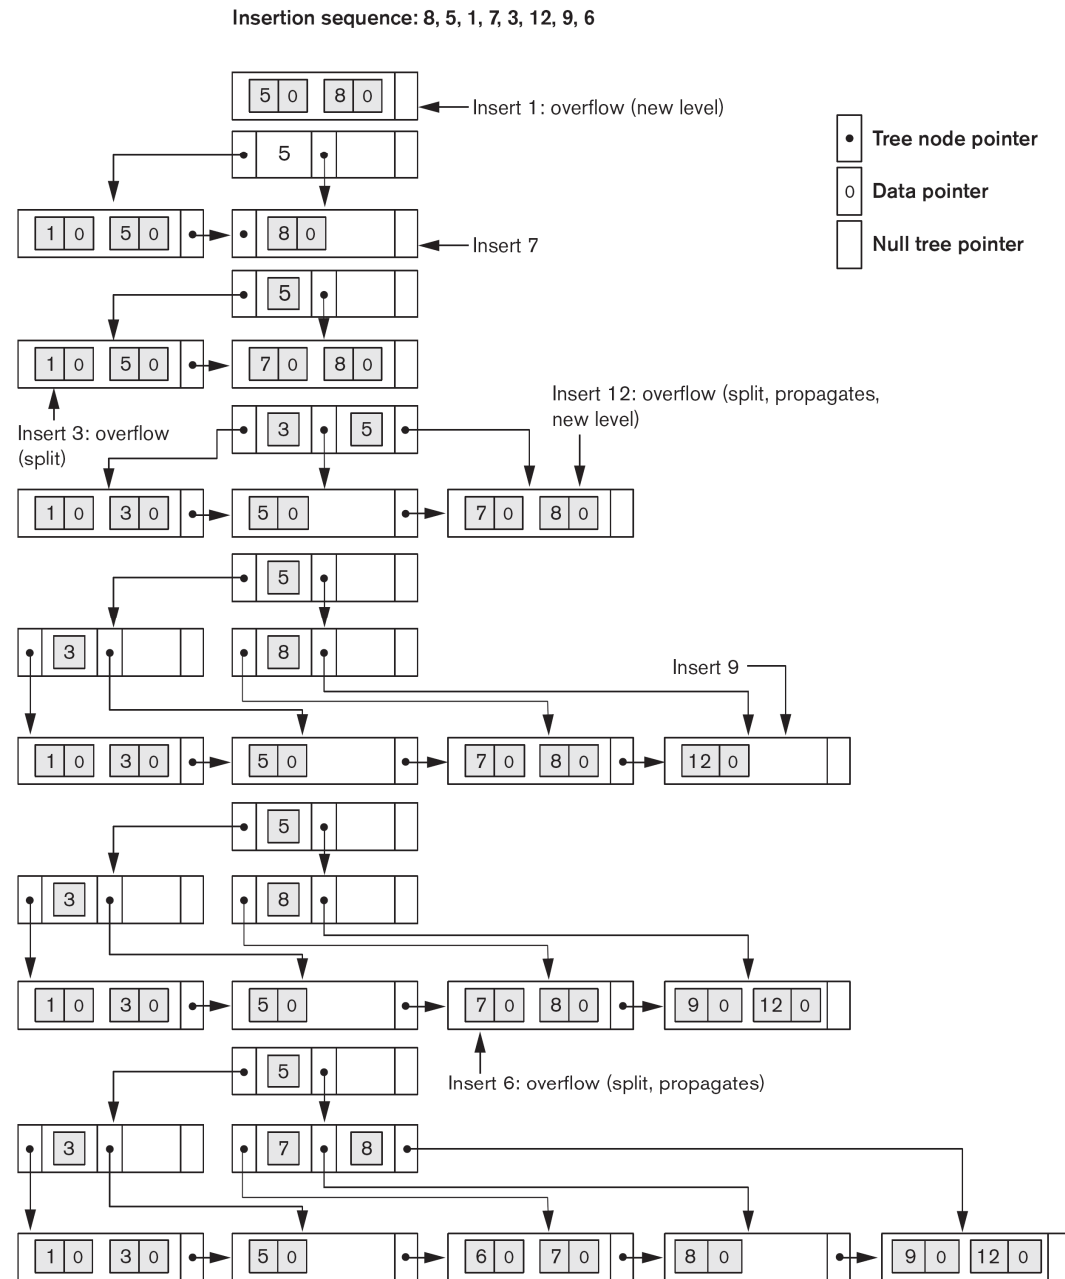 Insertion sequence: 8, 5, 1, 7, 3, 12, 9, 6
5 0 8 0
Insert 1: overflow (new level)
Tree node pointer
5
0 Data pointer
1 0 5 0 8 0
Insert 7
Null tree pointer
5
1 0 5 0 7 0 8 0
Insert 12: overflow (split, propagates,
new level)
Insert 3: overflow
(split)
3 5
1 0 3 0 5 0 7 0 8 0
5
3 8
Insert 9
1 0 3 0 5 0 7 0 8 0 12 0
5
3 8
1 0 3 0 5 0 7 0 8 0 9 0 12 0
Insert 6: overflow (split, propagates)
5
3 7 8
1 0 3 0 5 0 6 0 7 0 8 0 9 0 12 0